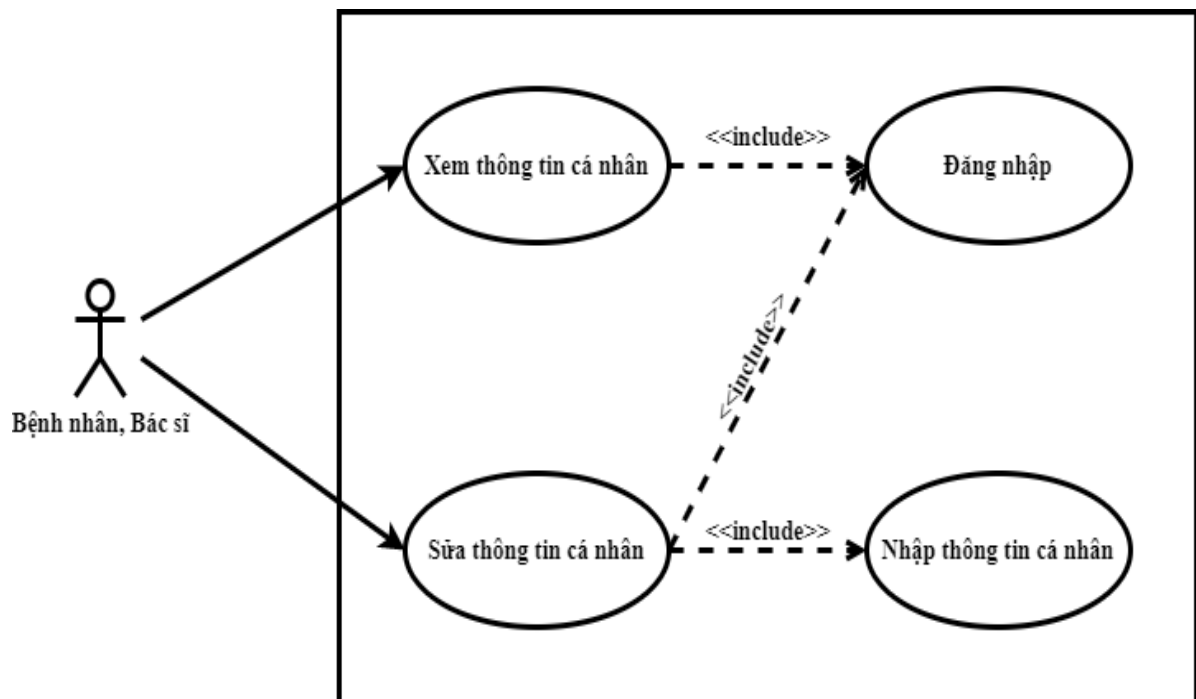 Xem thông tin cá nhân
<<include>>
Đăng nhập
<<include>>
Bệnh nhân, Bác sĩ
Sửa thông tin cá nhân
<<include>>
Nhập thông tin cá nhân